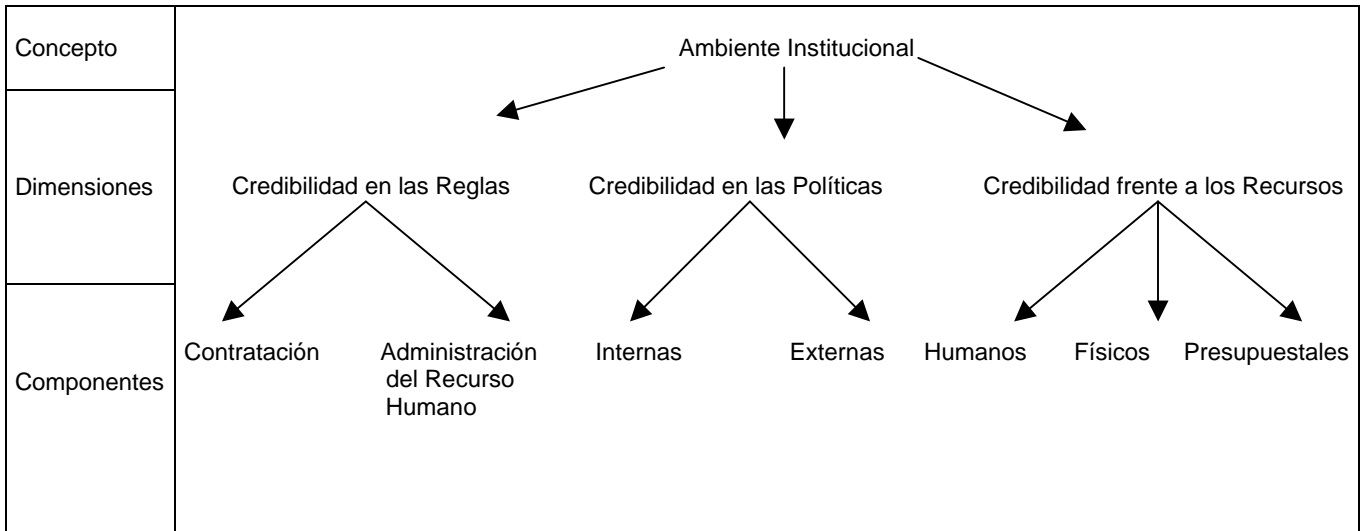 Concepto
Ambiente Institucional
Dimensiones
Credibilidad en las Reglas
Credibilidad en las Políticas
Credibilidad frente a los Recursos
Componentes
Contratación
Administración
del Recurso
Humano
Internas
Externas
Humanos
Físicos
Presupuestales